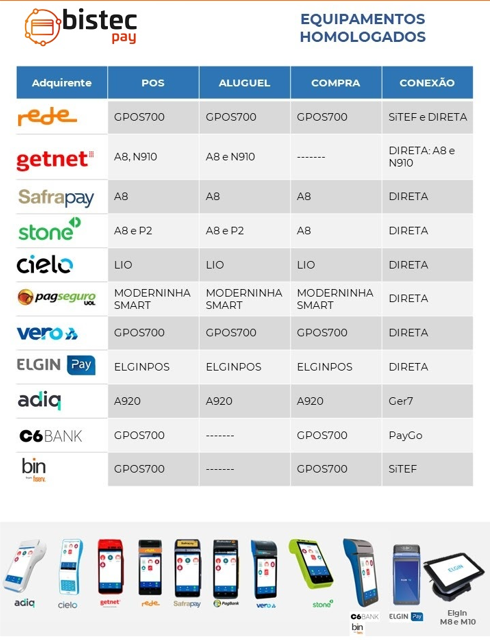 bistec
pay
EQUIPAMENTOS
HOMOLOGADOS
Adquirente POS ALUGUEL COMPRA CONEXÃO
rede GPOS700 GPOS700 GPOS700 SiTEF e DIRETA
getnet A8, N910 A8 e N910 ------- DIRETA: A8 e
N910
Safrapay A8 A8 A8 DIRETA
stone A8 e P2 A8 e P2 A8 DIRETA
cielo LIO LIO LIO DIRETA
pagseguro UOL MODERNINHA MODERNINHA MODERNINHA DIRETA
SMART SMART SMART
vero GPOS700 GPOS700 GPOS700 DIRETA
ELGIN Pay ELGINPOS ELGINPOS ELGINPOS DIRETA
adiq A920 A920 A920 Ger7
C6BANK GPOS700 ------- GPOS700 PayGo
bin GPOS700 ------- GPOS700 SiTEF
adiq cielo getnet rede Safrapay PagBank vero stone C6BANK ELGIN Pay Elgin
bin M8 e M10
ELGIN